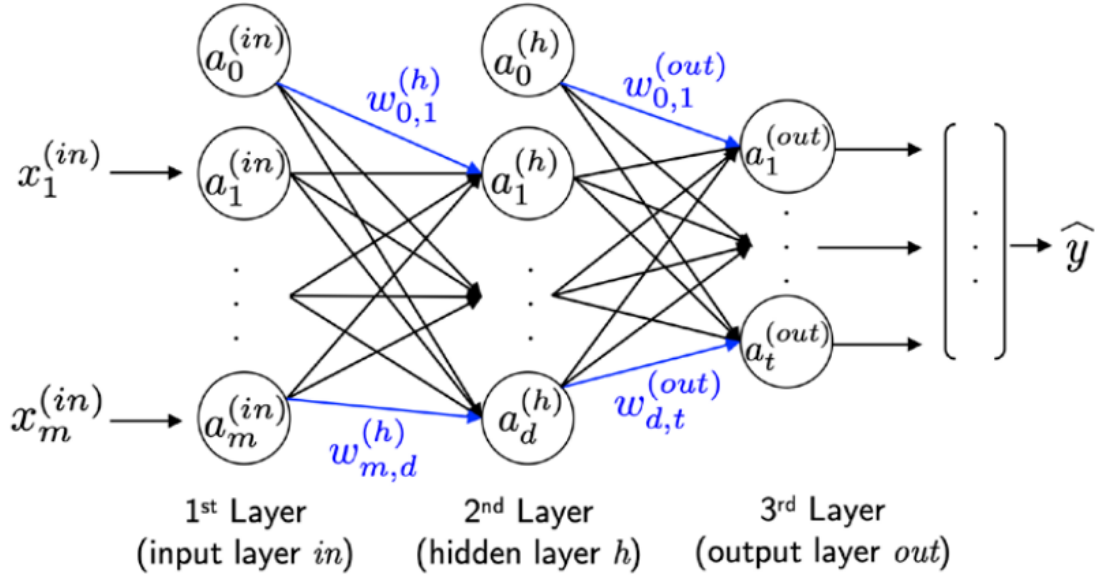 a_0^{(in)}
a_0^{(h)}
w_{0,1}^{(h)}
w_{0,1}^{(out)}
x_1^{(in)}
a_1^{(in)}
a_1^{(h)}
a_1^{(out)}
ŷ
a_t^{(out)}
x_m^{(in)}
a_m^{(in)}
a_d^{(h)}
w_{d,t}^{(out)}
w_{m,d}^{(h)}
1st Layer
(input layer in)
2nd Layer
(hidden layer h)
3rd Layer
(output layer out)